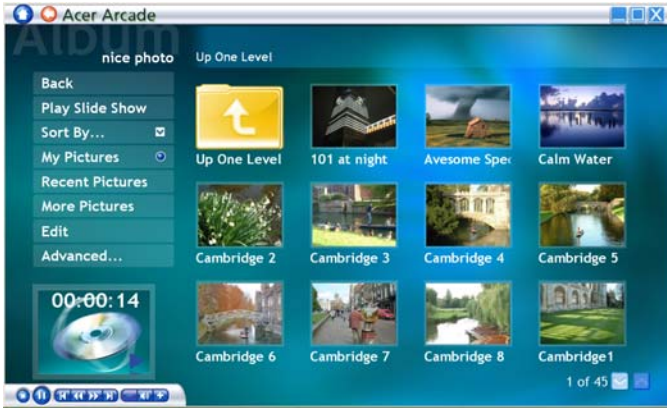 Acer Arcade
Album
nice photo
Up One Level
Back
Play Slide Show
Sort By...
My Pictures
Recent Pictures
More Pictures
Edit
Advanced...
00:00:14
Up One Level
101 at night
Avesome Spec
Calm Water
Cambridge 2
Cambridge 3
Cambridge 4
Cambridge 5
Cambridge 6
Cambridge 7
Cambridge 8
Cambridge1
1 of 45